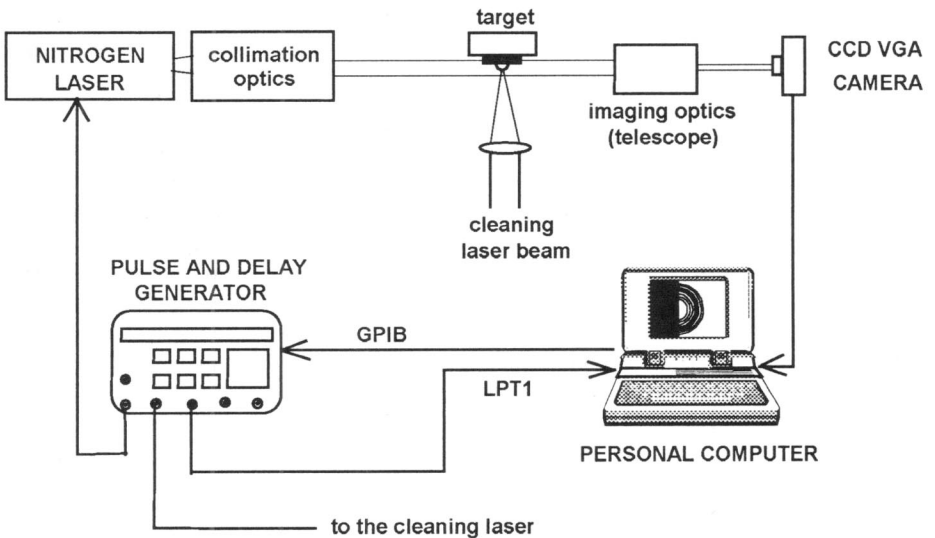 target
NITROGEN
LASER
collimation
optics
CCD VGA
CAMERA
imaging optics
(telescope)
cleaning
laser beam
PULSE AND DELAY
GENERATOR
GPIB
LPT1
PERSONAL COMPUTER
to the cleaning laser